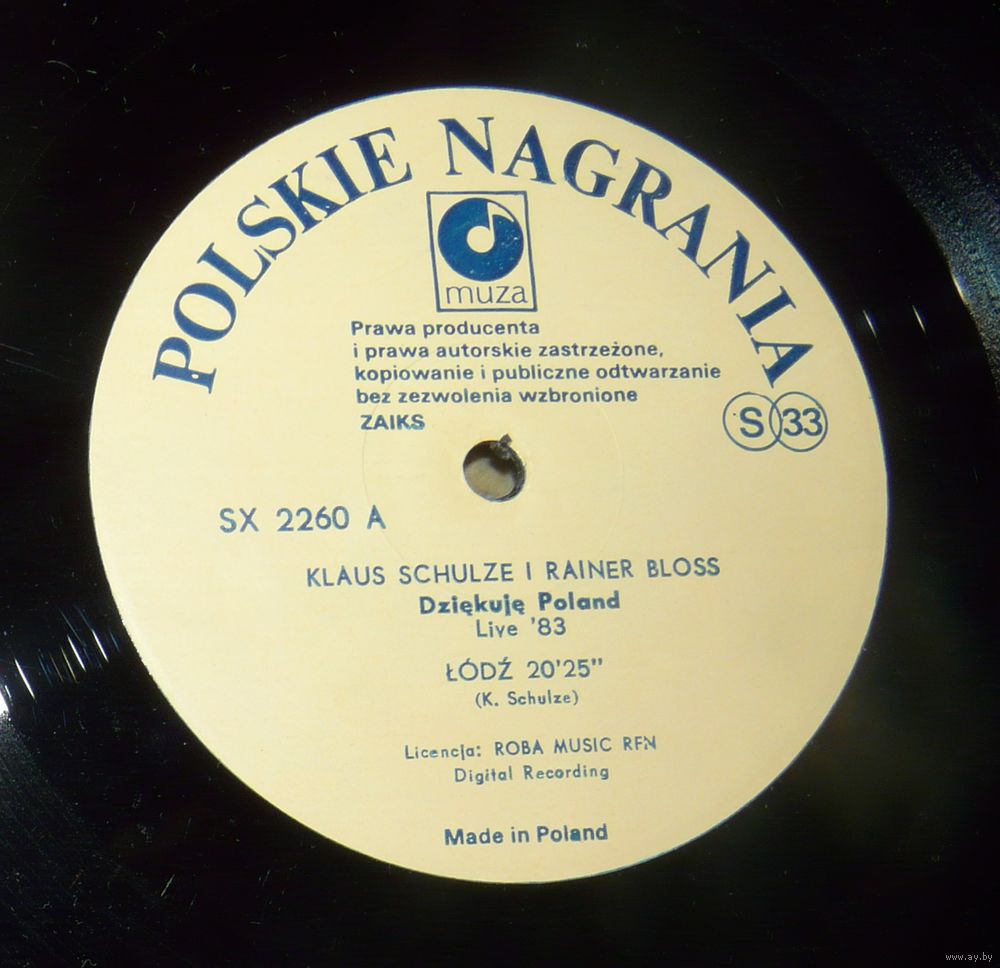 POLSKIE NAGRANIA
muza
Prawa producenta
i prawa autorskie zastrzeżone,
kopiowanie i publiczne odtwarzanie
bez zezwolenia wzbronione
ZAIKS
S 33
SX 2260 A
KLAUS SCHULZE I RAINER BLOSS
Dziękuję Poland
Live '83
ŁÓDŹ 20'25"
(K. Schulze)
Licencja: ROBA MUSIC RFN
Digital Recording
Made in Poland
www.ay.by